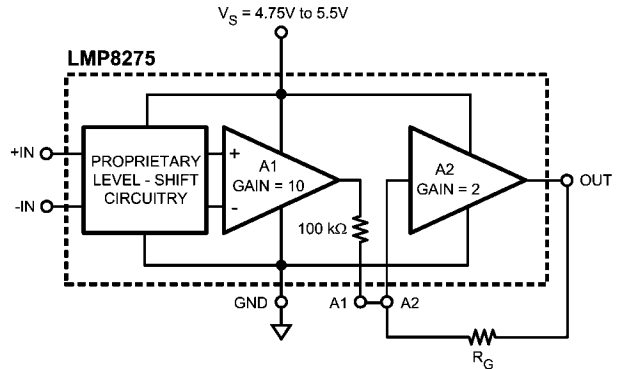 V_S = 4.75V to 5.5V
LMP8275
+IN
-IN
PROPRIETARY
LEVEL - SHIFT
CIRCUITRY
+
-
A1
GAIN = 10
100 kΩ
A2
GAIN = 2
OUT
GND
A1
A2
R_G